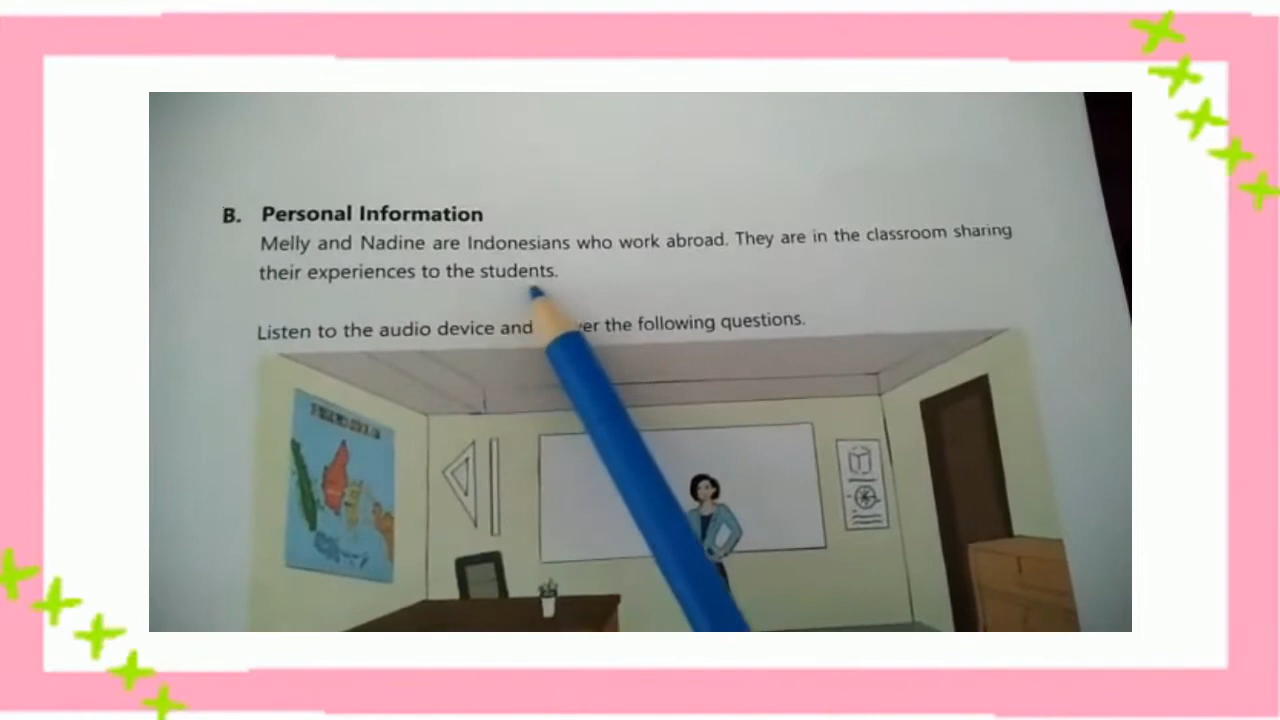 B. Personal Information
Melly and Nadine are Indonesians who work abroad. They are in the classroom sharing
their experiences to the students.
Listen to the audio device and the following questions.